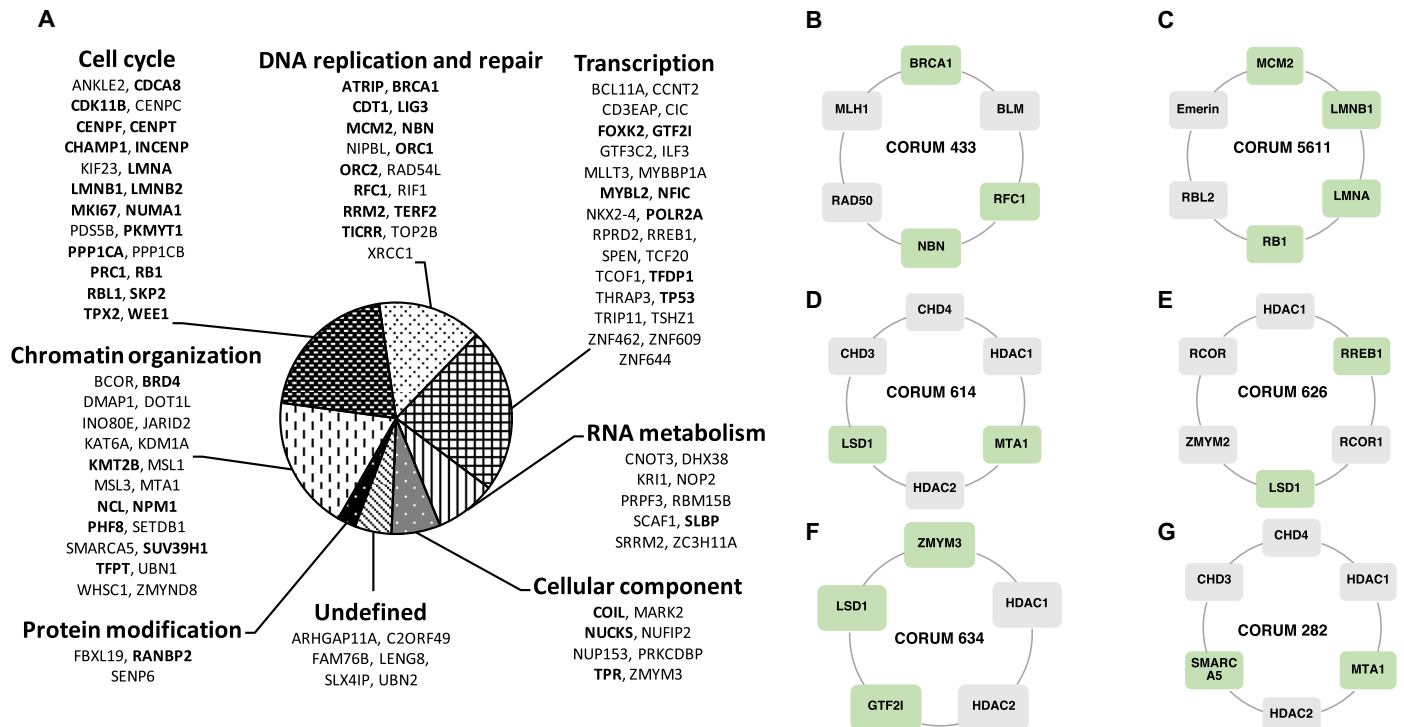 A
Cell cycle
ANKLE2, CDCA8
CDK11B, CENPC
CENPF, CENPT
CHAMP1, INCENP
KIF23, LMNA
LMNB1, LMNB2
MKI67, NUMA1
PDS5B, PKMYT1
PPP1CA, PPP1CB
PRC1, RB1
RBL1, SKP2
TPX2, WEE1
DNA replication and repair
ATRIP, BRCA1
CDT1, LIG3
MCM2, NBN
NIPBL, ORC1
ORC2, RAD54L
RFC1, RIF1
RRM2, TERF2
TICRR, TOP2B
XRCC1
Transcription
BCL11A, CCNT2
CD3EAP, CIC
FOXK2, GTF2I
GTF3C2, ILF3
MLLT3, MYBBP1A
MYBL2, NFIC
NKX2-4, POLR2A
RPRD2, RREB1,
SPEN, TCF20
TCOF1, TFDP1
THRAP3, TP53
TRIP11, TSHZ1
ZNF462, ZNF609
ZNF644
Chromatin organization
BCOR, BRD4
DMAP1, DOT1L
INO80E, JARID2
KAT6A, KDM1A
KMT2B, MSL1
MSL3, MTA1
NCL, NPM1
PHF8, SETDB1
SMARCA5, SUV39H1
TFPT, UBN1
WHSC1, ZMYND8
RNA metabolism
CNOT3, DHX38
KRI1, NOP2
PRPF3, RBM15B
SCAF1, SLBP
SRRM2, ZC3H11A
Protein modification
FBXL19, RANBP2
SENP6
Undefined
ARHGAP11A, C2ORF49
FAM76B, LENG8,
SLX4IP, UBN2
Cellular component
COIL, MARK2
NUCKS, NUFIP2
NUP153, PRKCDBP
TPR, ZMYM3
B
BRCA1
MLH1
BLM
CORUM 433
RAD50
RFC1
NBN
C
MCM2
Emerin
LMNB1
CORUM 5611
RBL2
LMNA
RB1
D
CHD4
CHD3
HDAC1
CORUM 614
LSD1
MTA1
HDAC2
E
HDAC1
RCOR
RREB1
CORUM 626
ZMYM2
RCOR1
LSD1
F
ZMYM3
LSD1
HDAC1
CORUM 634
GTF2I
HDAC2
G
CHD4
CHD3
HDAC1
CORUM 282
SMARC
A5
MTA1
HDAC2